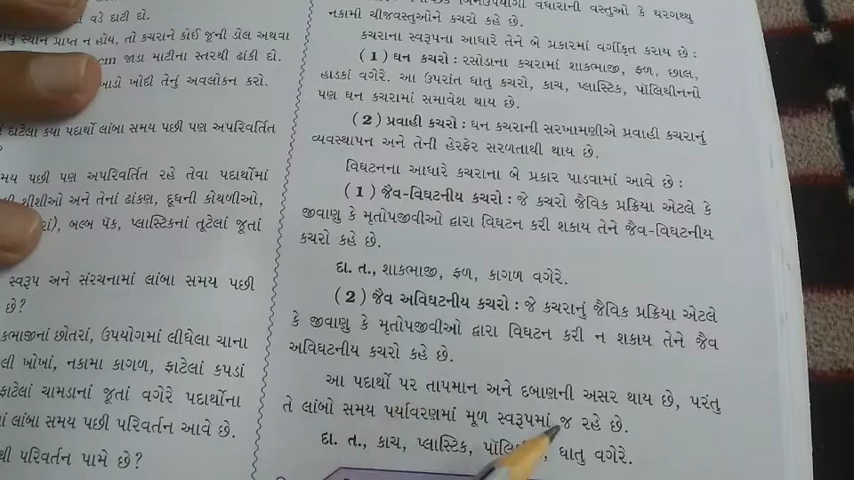 વડે દાટી દો.
સ્થાન પ્રાપ્ત ન હોય, તો કચરાને કોઈ જૂની ડોલ અથવા
cm જાડા માટીના સ્તરથી ઢાંકી દો.
ખાડો ખોદી તેનું અવલોકન કરો.
દાટેલા કયા પદાર્થો લાંબા સમય પછી પણ અપરિવર્તિત
પછી પણ અપરિવર્તિત રહે તેવા પદાર્થોમાં
શીશીઓ અને તેનાં ઢાંકણ, દૂધની કોથળીઓ,
બલ્બ પૅક, પ્લાસ્ટિકનાં તૂટેલાં જૂતાં
સ્વરૂપ અને સંરચનામાં લાંબા સમય પછી
છે?
છોતરાં, ઉપયોગમાં લીધેલા ચાના
ખોખાં, નકામા કાગળ, ફાટેલાં કપડાં
ફાટેલાં ચામડાનાં જૂતાં વગેરે પદાર્થોના
લાંબા સમય પછી પરિવર્તન આવે છે.
પરિવર્તન પામે છે?
બિનઉપયોગી વધારાની વસ્તુઓ કે ઘરગથ્થુ
નકામી ચીજવસ્તુઓને કચરો કહે છે.
કચરાના સ્વરૂપના આધારે તેને બે પ્રકારમાં વર્ગીકૃત કરાય છે :
(1) ઘન કચરો : રસોડાના કચરામાં શાકભાજી, ફળ, છાલ,
હાડકાં વગેરે. આ ઉપરાંત ધાતુ કચરો, કાચ, પ્લાસ્ટિક, પૉલિથીનનો
પણ ઘન કચરામાં સમાવેશ થાય છે.
(2) પ્રવાહી કચરો : ઘન કચરાની સરખામણીએ પ્રવાહી કચરાનું
વ્યવસ્થાપન અને તેની હેરફેર સરળતાથી થાય છે.
વિઘટનના આધારે કચરાના બે પ્રકાર પાડવામાં આવે છે :
(1) જૈવ-વિઘટનીય કચરો : જે કચરો જૈવિક પ્રક્રિયા એટલે કે
જીવાણુ કે મૃતોપજીવીઓ દ્વારા વિઘટન કરી શકાય તેને જૈવ-વિઘટનીય
કચરો કહે છે.
દા. ત., શાકભાજી, ફળ, કાગળ વગેરે.
(2) જૈવ અવિઘટનીય કચરો : જે કચરાનું જૈવિક પ્રક્રિયા એટલે
કે જીવાણુ કે મૃતોપજીવીઓ દ્વારા વિઘટન કરી ન શકાય તેને જૈવ
અવિઘટનીય કચરો કહે છે.
આ પદાર્થો પર તાપમાન અને દબાણની અસર થાય છે, પરંતુ
તે લાંબો સમય પર્યાવરણમાં મૂળ સ્વરૂપમાં જ રહે છે.
દા. ત., કાચ, પ્લાસ્ટિક, ધાતુ વગેરે.